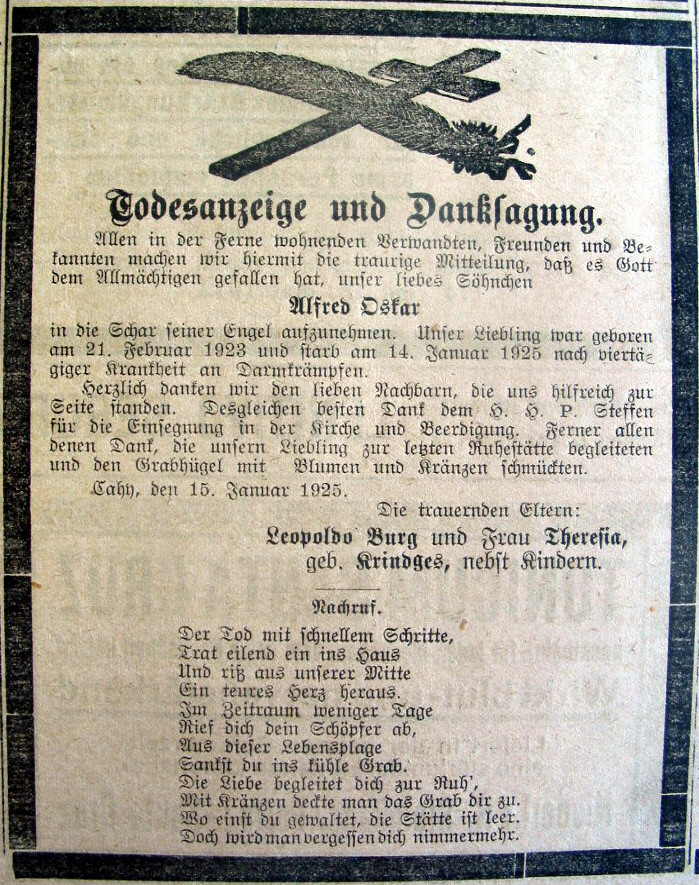 Todesanzeige und Danksagung.
Allen in der Ferne wohnenden Verwandten, Freunden und Be-
kannten machen wir hiermit die traurige Mitteilung, daß es Gott
dem Allmächtigen gefallen hat, unser liebes Söhnchen
Alfred Oskar
in die Schar seiner Engel aufzunehmen. Unser Liebling war geboren
am 21. Februar 1923 und starb am 14. Januar 1925 nach viertä-
giger Krankheit an Darmkrämpfen.
Herzlich danken wir den lieben Nachbarn, die uns hilfreich zur
Seite standen. Desgleichen besten Dank dem H. H. P. Steffen
für die Einsegnung in der Kirche und Beerdigung. Ferner allen
denen Dank, die unsern Liebling zur letzten Ruhestätte begleiteten
und den Grabhügel mit Blumen und Kränzen schmückten.
Cahy, den 15. Januar 1925.
Die trauernden Eltern:
Leopoldo Burg und Frau Theresia,
geb. Krindges, nebst Kindern.
Nachruf.
Der Tod mit schnellem Schritte,
Trat eilend ein ins Haus
Und riß aus unserer Mitte
Ein teures Herz heraus.
Im Zeitraum weniger Tage
Rief dich dein Schöpfer ab,
Aus dieser Lebensplage
Sankst du ins kühle Grab.
Die Liebe begleitet dich zur Ruh',
Mit Kränzen deckte man das Grab dir zu.
Wo einst du gewaltet, die Stätte ist leer.
Doch wird man vergessen dich nimmermehr.